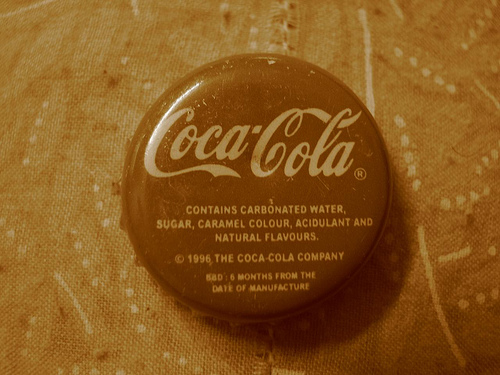 Coca-Cola®
CONTAINS CARBONATED WATER,
SUGAR, CARAMEL COLOUR, ACIDULANT AND
NATURAL FLAVOURS.
© 1996 THE COCA-COLA COMPANY
BBD : 6 MONTHS FROM THE
DATE OF MANUFACTURE